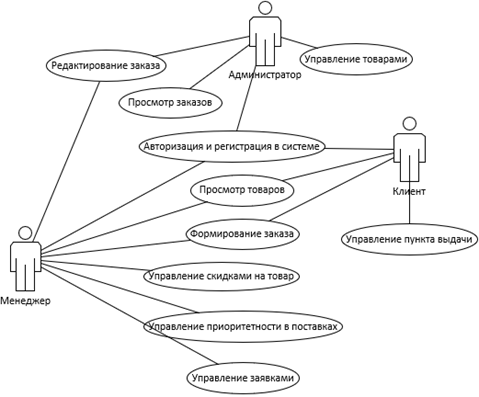 Редактирование заказа
Администратор
Управление товарами
Просмотр заказов
Авторизация и регистрация в системе
Клиент
Просмотр товаров
Формирование заказа
Управление пункта выдачи
Управление скидками на товар
Менеджер
Управление приоритетности в поставках
Управление заявками